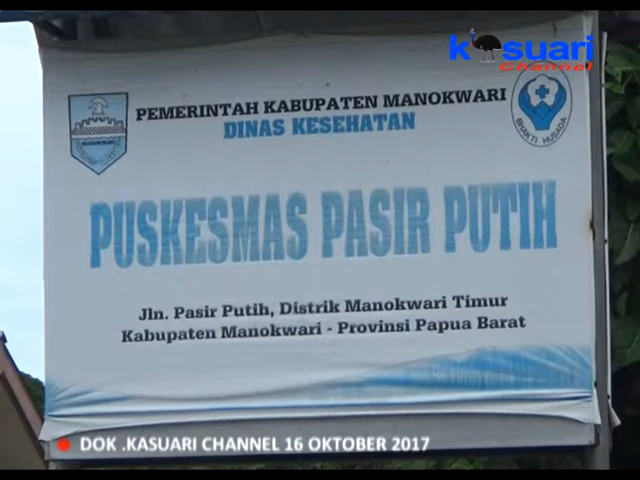 kasuari
Channel
PEMERINTAH KABUPATEN MANOKWARI
DINAS KESEHATAN
BHAKTI HUSADA
PUSKESMAS PASIR PUTIH
Jln. Pasir Putih, Distrik Manokwari Timur
Kabupaten Manokwari - Provinsi Papua Barat
DOK .KASUARI CHANNEL 16 OKTOBER 2017